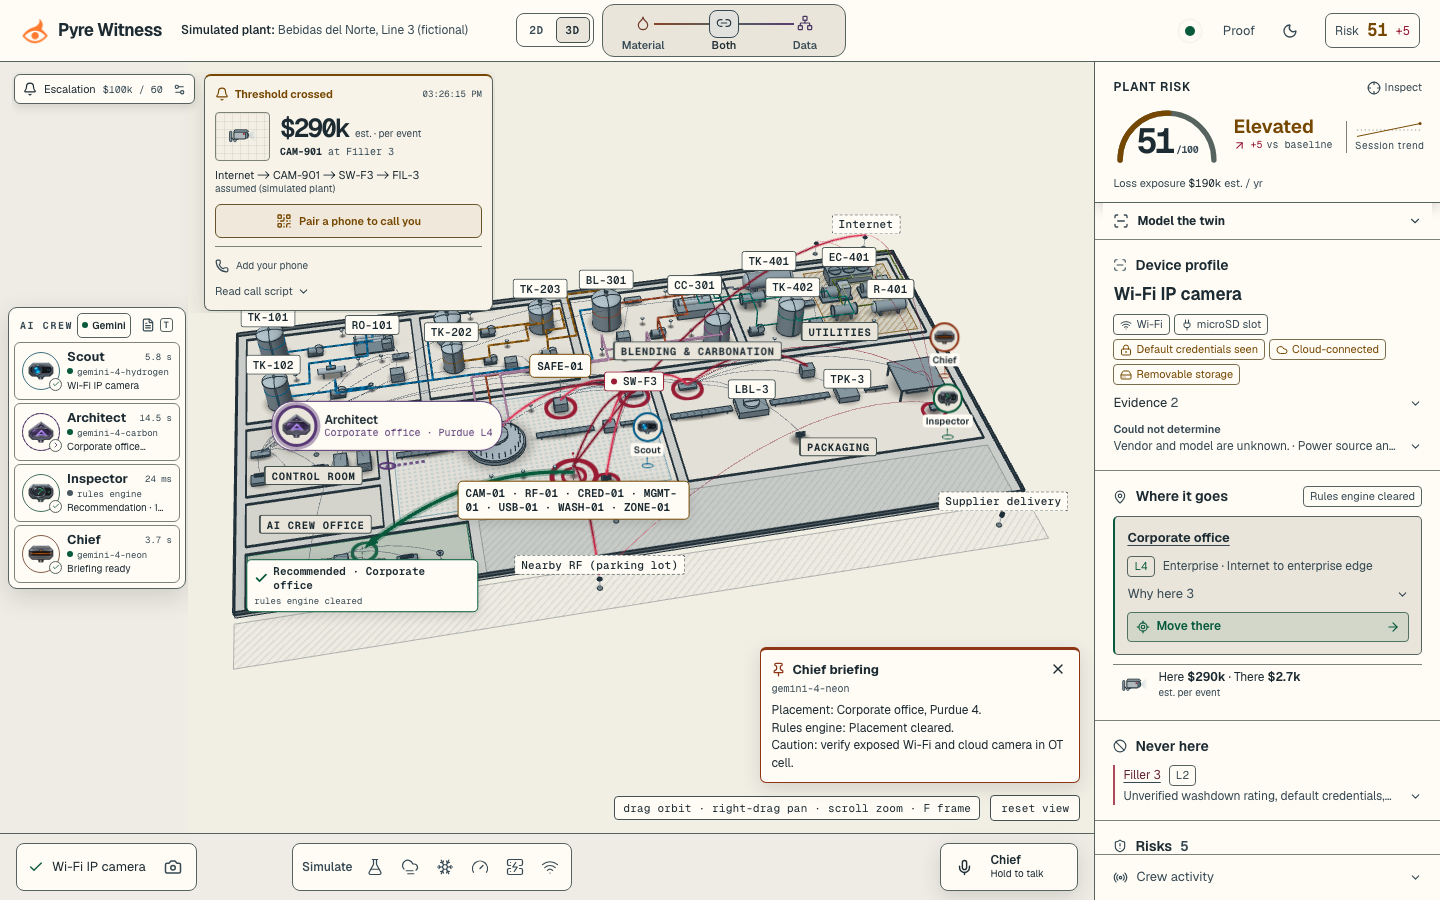 Pyre Witness
Simulated plant: Bebidas del Norte, Line 3 (fictional)
2D
3D
Material
Both
Data
Proof
Risk 51 +5
Escalation $100k / 60
Threshold crossed
03:26:15 PM
$290k est. · per event
CAM-901 at Filler 3
Internet → CAM-901 → SW-F3 → FIL-3
assumed (simulated plant)
Pair a phone to call you
Add your phone
Read call script
AI CREW
Gemini
T
Scout 5.8 s
gemini-4-hydrogen
Wi-Fi IP camera
Architect 14.5 s
gemini-4-carbon
Corporate office...
Inspector 24 ms
rules engine
Recommendation · 1...
Chief 3.7 s
gemini-4-neon
Briefing ready
Internet
TK-401
EC-401
BL-301
TK-203
CC-301
TK-402
R-401
TK-101
RO-101
TK-202
UTILITIES
BLENDING & CARBONATION
Chief
TK-102
SAFE-01
SW-F3
LBL-3
TPK-3
Architect
Corporate office · Purdue L4
Inspector
Scout
PACKAGING
CONTROL ROOM
CAM-01 · RF-01 · CRED-01 · MGMT-
01 · USB-01 · WASH-01 · ZONE-01
Supplier delivery
AI CREW OFFICE
Nearby RF (parking lot)
Recommended · Corporate
office
rules engine cleared
Chief briefing
gemini-4-neon
Placement: Corporate office, Purdue 4.
Rules engine: Placement cleared.
Caution: verify exposed Wi-Fi and cloud camera in OT
cell.
drag orbit · right-drag pan · scroll zoom · F frame
reset view
Wi-Fi IP camera
Simulate
Chief
Hold to talk
PLANT RISK
Inspect
51/100
Elevated
+5 vs baseline
Session trend
Loss exposure $190k est. / yr
Model the twin
Device profile
Wi-Fi IP camera
Wi-Fi
microSD slot
Default credentials seen
Cloud-connected
Removable storage
Evidence 2
Could not determine
Vendor and model are unknown. · Power source an...
Where it goes
Rules engine cleared
Corporate office
L4 Enterprise · Internet to enterprise edge
Why here 3
Move there
Here $290k · There $2.7k
est. per event
Never here
Filler 3 L2
Unverified washdown rating, default credentials,...
Risks 5
Crew activity